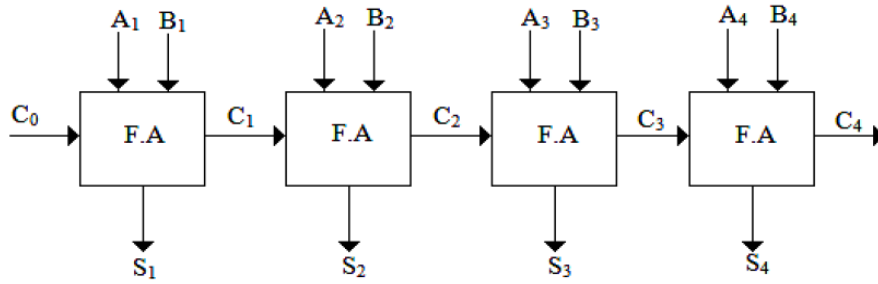 A₁ B₁ A₂ B₂ A₃ B₃ A₄ B₄
C₀ F.A C₁ F.A C₂ F.A C₃ F.A C₄
S₁ S₂ S₃ S₄